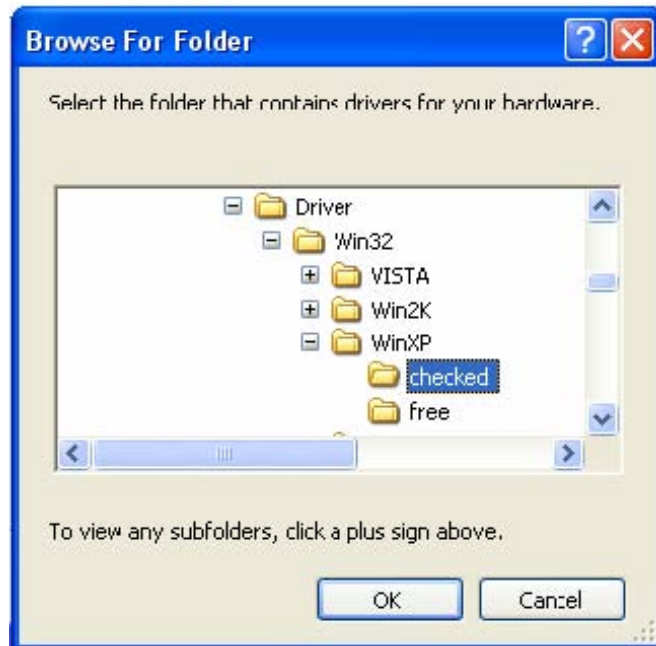 Browse For Folder
Select the folder that contains drivers for your hardware.
Driver
Win32
VISTA
Win2K
WinXP
checked
free
To view any subfolders, click a plus sign above.
OK
Cancel